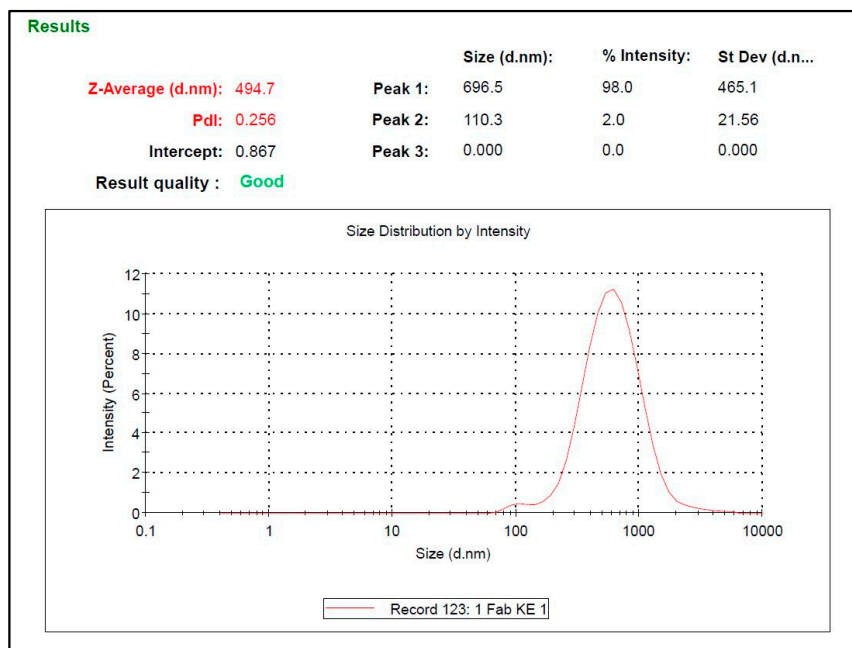 Results
Size (d.nm): % Intensity: St Dev (d.n...
Z-Average (d.nm): 494.7 Peak 1: 696.5 98.0 465.1
PdI: 0.256 Peak 2: 110.3 2.0 21.56
Intercept: 0.867 Peak 3: 0.000 0.0 0.000
Result quality : Good
Size Distribution by Intensity
12
10
8
6
4
2
0
Intensity (Percent)
0.1 1 10 100 1000 10000
Size (d.nm)
Record 123: 1 Fab KE 1